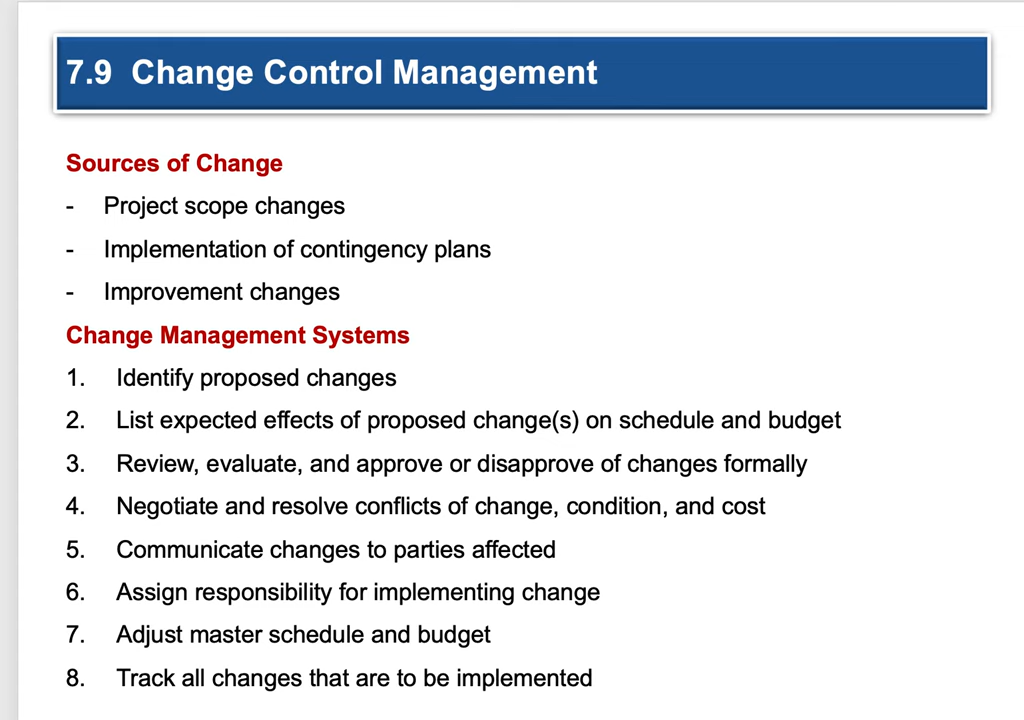 7.9 Change Control Management
Sources of Change
- Project scope changes
- Implementation of contingency plans
- Improvement changes
Change Management Systems
1. Identify proposed changes
2. List expected effects of proposed change(s) on schedule and budget
3. Review, evaluate, and approve or disapprove of changes formally
4. Negotiate and resolve conflicts of change, condition, and cost
5. Communicate changes to parties affected
6. Assign responsibility for implementing change
7. Adjust master schedule and budget
8. Track all changes that are to be implemented